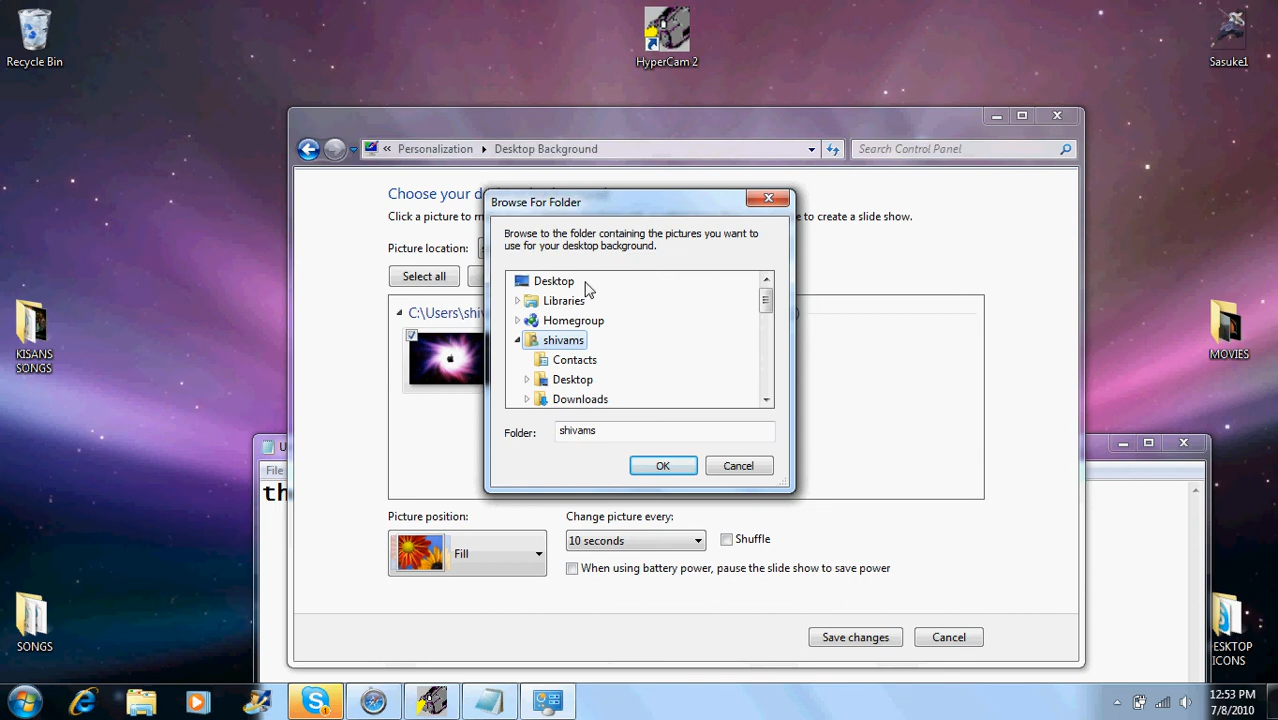 Recycle Bin
HyperCam 2
Sasuke1
Personalization
Desktop Background
Search Control Panel
Choose your d
Click a picture to m
e to create a slide show.
Browse For Folder
Browse to the folder containing the pictures you want to
use for your desktop background.
Picture location:
Select all
Desktop
Libraries
Homegroup
shivams
Contacts
Desktop
Downloads
C:\Users\shiv
)
KISANS
SONGS
MOVIES
Folder:
shivams
OK
Cancel
U
File
th
Picture position:
Fill
Change picture every:
10 seconds
Shuffle
When using battery power, pause the slide show to save power
Save changes
Cancel
SONGS
ESKTOP
ICONS
12:53 PM
7/8/2010